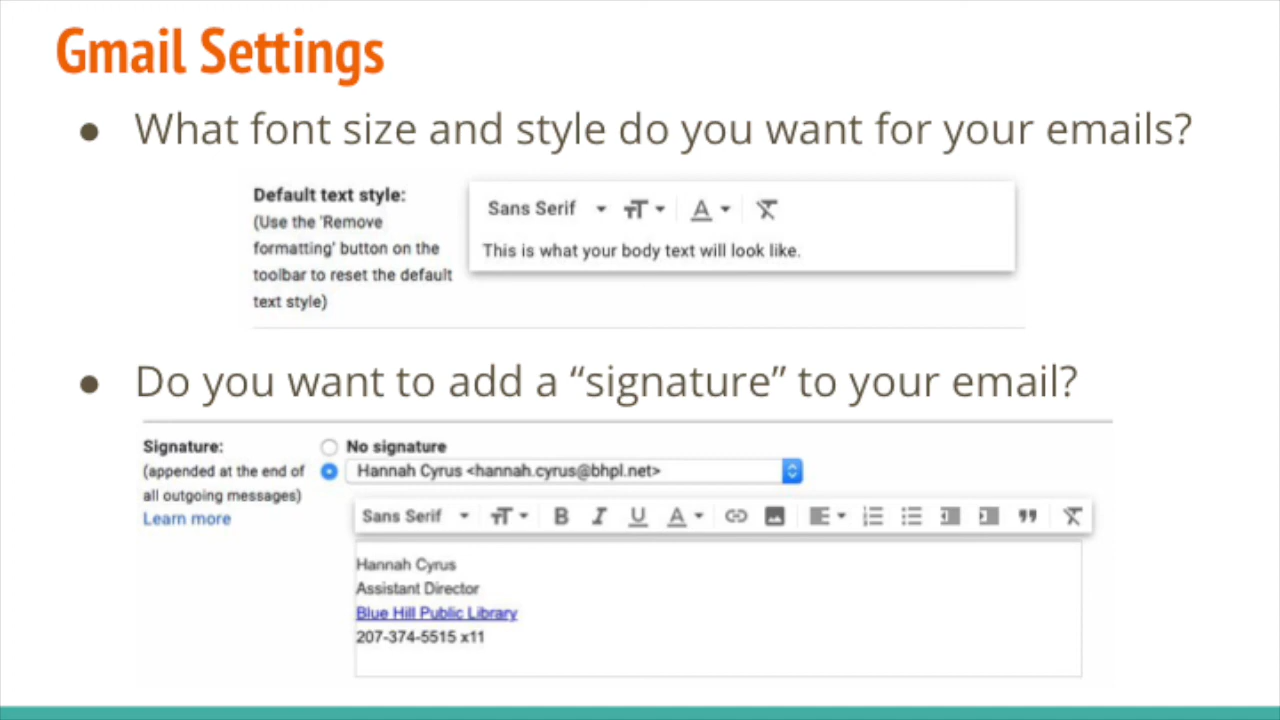 Gmail Settings
● What font size and style do you want for your emails?
Default text style:
(Use the 'Remove
formatting' button on the
toolbar to reset the default
text style)
Sans Serif
This is what your body text will look like.
● Do you want to add a “signature” to your email?
Signature:
(appended at the end of
all outgoing messages)
Learn more
No signature
Hannah Cyrus <hannah.cyrus@bhpl.net>
Sans Serif B I U A
Hannah Cyrus
Assistant Director
Blue Hill Public Library
207-374-5515 x11